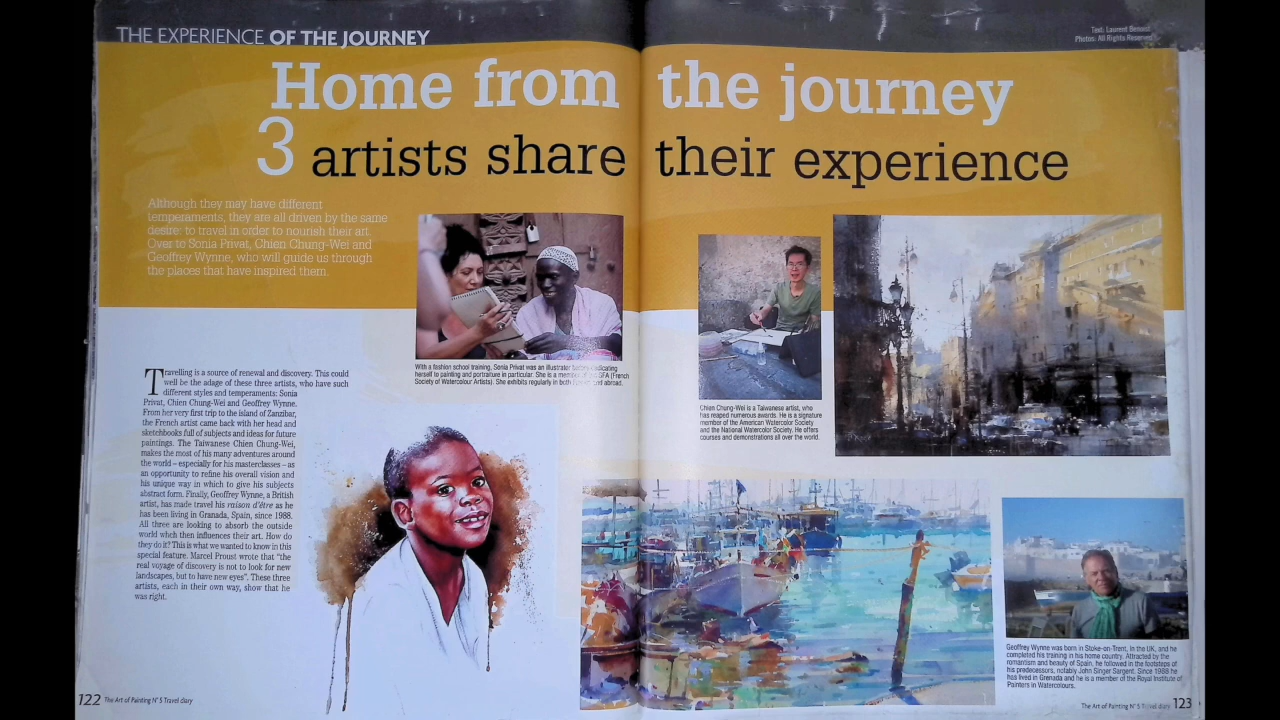 THE EXPERIENCE OF THE JOURNEY
Text: Laurent Benoist
Photos: All Rights Reserved
Home from the journey
3 artists share their experience
Although they may have different
temperaments, they are all driven by the same
desire: to travel in order to nourish their art.
Over to Sonia Privat, Chien Chung-Wei and
Geoffrey Wynne, who will guide us through
the places that have inspired them.
With a fashion school training, Sonia Privat was an illustrator before dedicating
herself to painting and portraiture in particular. She is a member of the SFA (French
Society of Watercolour Artists). She exhibits regularly in both and abroad.
Chien Chung-Wei is a Taiwanese artist, who
has reaped numerous awards. He is a signature
member of the American Watercolor Society
and the National Watercolor Society. He offers
courses and demonstrations all over the world.
Travelling is a source of renewal and discovery. This could
well be the adage of these three artists, who have such
different styles and temperaments: Sonia
Privat, Chien Chung-Wei and Geoffrey Wynne.
From her very first trip to the island of Zanzibar,
the French artist came back with her head and
sketchbooks full of subjects and ideas for future
paintings. The Taiwanese Chien Chung-Wei,
makes the most of his many adventures around
the world – especially for his masterclasses – as
an opportunity to refine his overall vision and
his unique way in which to give his subjects
abstract form. Finally, Geoffrey Wynne, a British
artist, has made travel his raison d'être as he
has been living in Granada, Spain, since 1988.
All three are looking to absorb the outside
world which then influences their art. How do
they do it? This is what we wanted to know in this
special feature. Marcel Proust wrote that "the
real voyage of discovery is not to look for new
landscapes, but to have new eyes". These three
artists, each in their own way, show that he
was right.
Geoffrey Wynne was born in Stoke-on-Trent, in the UK, and he
completed his training in his home country. Attracted by the
romantism and beauty of Spain, he followed in the footsteps of
his predecessors, notably John Singer Sargent. Since 1988 he
has lived in Grenada and he is a member of the Royal Institute of
Painters in Watercolours.
122 The Art of Painting N° 5 Travel diary
The Art of Painting N° 5 Travel diary 123